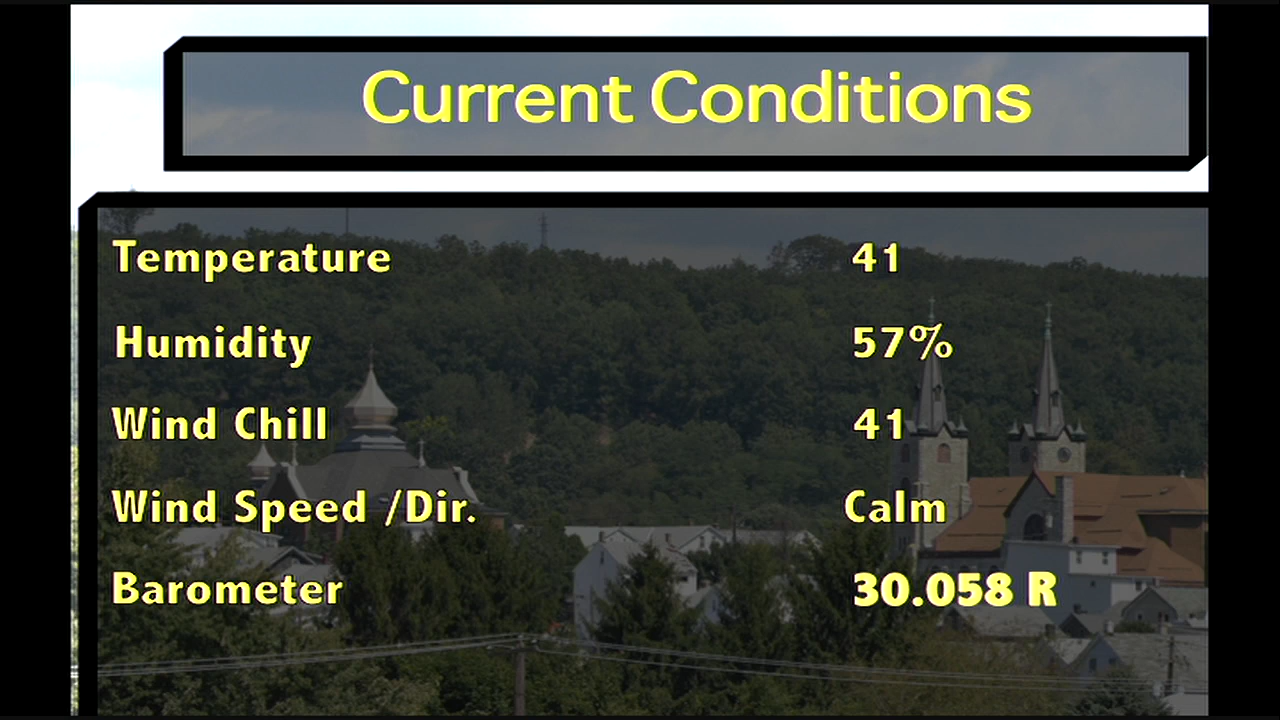 Current Conditions
Temperature 41
Humidity 57%
Wind Chill 41
Wind Speed /Dir. Calm
Barometer 30.058 R